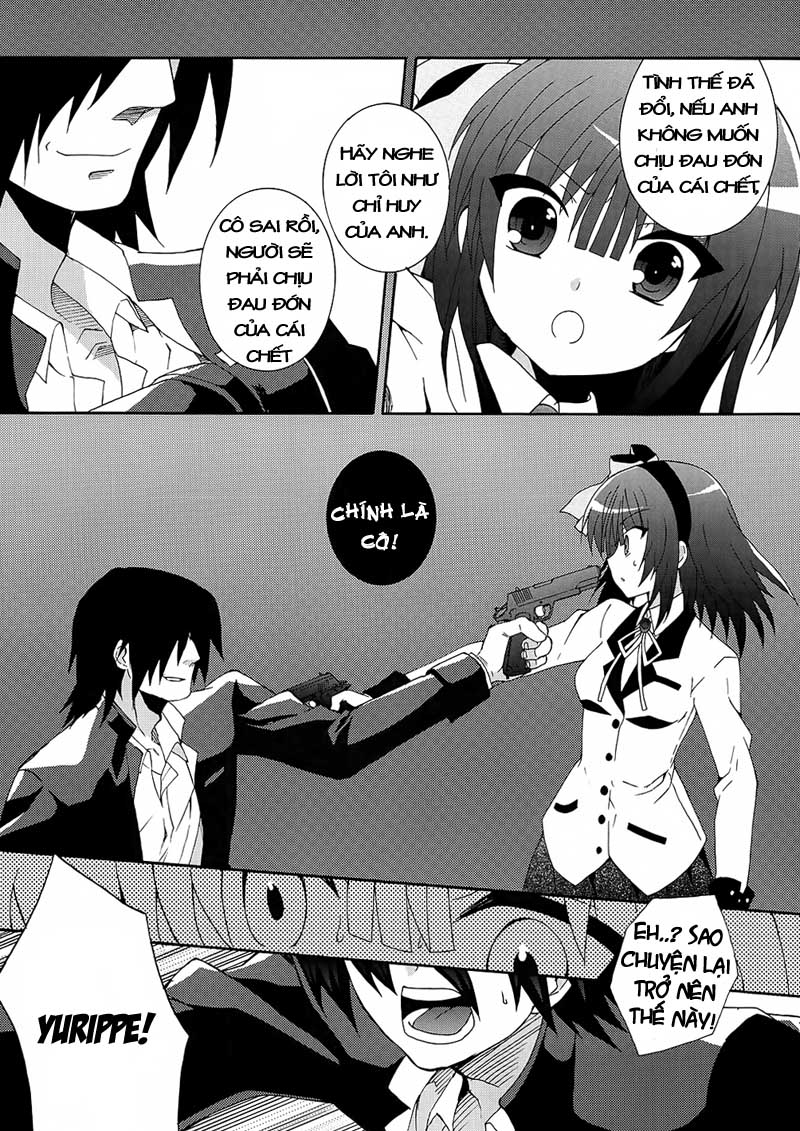 TÌNH THẾ ĐÃ
ĐỔI, NẾU ANH
KHÔNG MUỐN
CHỊU ĐAU ĐỚN
CỦA CÁI CHẾT,
HÃY NGHE
LỜI TÔI NHƯ
CHỈ HUY
CỦA ANH.
CÔ SAI RỒI,
NGƯỜI SẼ
PHẢI CHỊU
ĐAU ĐỚN
CỦA CÁI
CHẾT
CHÍNH LÀ
CÔ!
EH..? SAO
CHUYỆN LẠI
TRỞ NÊN
THẾ NÀY!
YURIPPE!